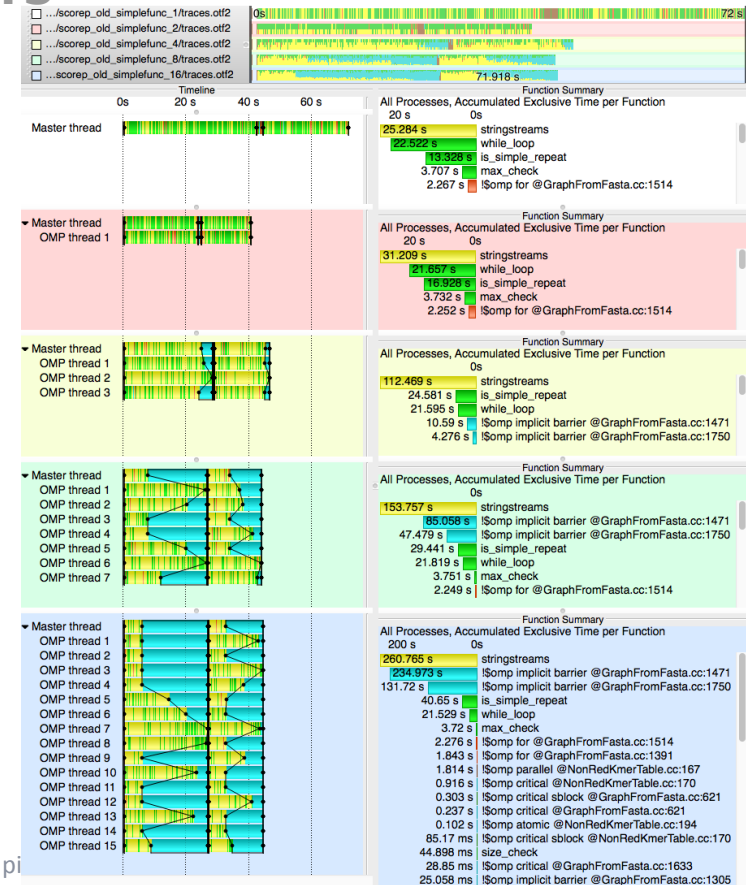 .../scorep_old_simplefunc_1/traces.otf2
0s
72 s
.../scorep_old_simplefunc_2/traces.otf2
.../scorep_old_simplefunc_4/traces.otf2
.../scorep_old_simplefunc_8/traces.otf2
...scorep_old_simplefunc_16/traces.otf2
71.918 s
Timeline
0s 20 s 40 s 60 s
Master thread
Function Summary
All Processes, Accumulated Exclusive Time per Function
20 s 0s
25.284 s stringstreams
22.522 s while_loop
13.328 s is_simple_repeat
3.707 s max_check
2.267 s !$omp for @GraphFromFasta.cc:1514
Master thread
OMP thread 1
Function Summary
All Processes, Accumulated Exclusive Time per Function
20 s 0s
31.209 s stringstreams
21.657 s while_loop
16.928 s is_simple_repeat
3.732 s max_check
2.252 s !$omp for @GraphFromFasta.cc:1514
Master thread
OMP thread 1
OMP thread 2
OMP thread 3
Function Summary
All Processes, Accumulated Exclusive Time per Function
0s
112.469 s stringstreams
24.581 s is_simple_repeat
21.595 s while_loop
10.59 s !$omp implicit barrier @GraphFromFasta.cc:1471
4.276 s !$omp implicit barrier @GraphFromFasta.cc:1750
Master thread
OMP thread 1
OMP thread 2
OMP thread 3
OMP thread 4
OMP thread 5
OMP thread 6
OMP thread 7
Function Summary
All Processes, Accumulated Exclusive Time per Function
0s
153.757 s stringstreams
85.058 s !$omp implicit barrier @GraphFromFasta.cc:1471
47.479 s !$omp implicit barrier @GraphFromFasta.cc:1750
29.441 s is_simple_repeat
21.819 s while_loop
3.751 s max_check
2.249 s !$omp for @GraphFromFasta.cc:1514
Master thread
OMP thread 1
OMP thread 2
OMP thread 3
OMP thread 4
OMP thread 5
OMP thread 6
OMP thread 7
OMP thread 8
OMP thread 9
OMP thread 10
OMP thread 11
OMP thread 12
OMP thread 13
OMP thread 14
OMP thread 15
Function Summary
All Processes, Accumulated Exclusive Time per Function
200 s 0s
260.765 s stringstreams
234.973 s !$omp implicit barrier @GraphFromFasta.cc:1471
131.72 s !$omp implicit barrier @GraphFromFasta.cc:1750
40.65 s is_simple_repeat
21.529 s while_loop
3.72 s max_check
2.276 s !$omp for @GraphFromFasta.cc:1514
1.843 s !$omp for @GraphFromFasta.cc:1391
1.814 s !$omp parallel @NonRedKmerTable.cc:167
0.916 s !$omp critical @NonRedKmerTable.cc:170
0.303 s !$omp critical sblock @GraphFromFasta.cc:621
0.237 s !$omp critical @GraphFromFasta.cc:621
0.102 s !$omp atomic @NonRedKmerTable.cc:194
85.17 ms !$omp critical sblock @NonRedKmerTable.cc:170
44.898 ms size_check
28.85 ms !$omp critical @GraphFromFasta.cc:1633
25.058 ms !$omp implicit barrier @GraphFromFasta.cc:1305
pi